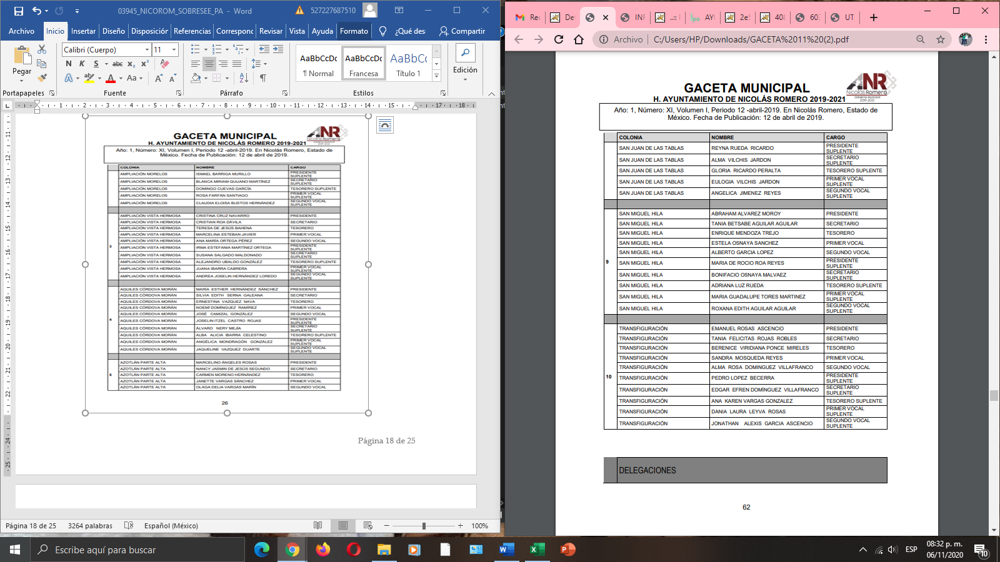 03945_NICOROM_SOBRESEE_PA - Word
527227687510
Archivo Inicio Insertar Diseño Disposición Referencias Correspond Revisar Vista Ayuda Formato ¿Qué des Compartir
Pegar
Calibri (Cuerpo) 11
N K S abc x₂ x²
Aa
AaBbCcDc AaBbCcDc AaBbCc
¶ Normal Francesa Título 1
Edición
Portapapeles Fuente Párrafo Estilos
GACETA MUNICIPAL
H. AYUNTAMIENTO DE NICOLÁS ROMERO 2019-2021
ANR
Nicolás Romero
Año: 1, Número: XI, Volumen I, Periodo 12 -abril-2019. En Nicolás Romero, Estado de
México. Fecha de Publicación: 12 de abril de 2019.
COLONIA NOMBRE CARGO
AMPLIACIÓN MORELOS ISMAEL BARRIGA MURILLO PRESIDENTE SUPLENTE
AMPLIACIÓN MORELOS BLANCA MIRIAM QUIJANO MARTÍNEZ SECRETARIO SUPLENTE
AMPLIACIÓN MORELOS DOMINGO CUEVAS GARCÍA TESORERO SUPLENTE
AMPLIACIÓN MORELOS ROSA FARFAN SANTIAGO PRIMER VOCAL SUPLENTE
AMPLIACIÓN MORELOS CLAUDIA ELOISA BUSTOS HERNÁNDEZ SEGUNDO VOCAL SUPLENTE
3
AMPLIACIÓN VISTA HERMOSA CRISTINA CRUZ NAVARRO PRESIDENTE
AMPLIACIÓN VISTA HERMOSA CRISTIAN ROA DÁVILA SECRETARIO
AMPLIACIÓN VISTA HERMOSA TERESA DE JESÚS BAHENA TESORERO
AMPLIACIÓN VISTA HERMOSA MARCELINA ESTEBAN JAVIER PRIMER VOCAL
AMPLIACIÓN VISTA HERMOSA ANA MARÍA ORTEGA PÉREZ SEGUNDO VOCAL
AMPLIACIÓN VISTA HERMOSA IRMA ESTEFANIA MARTÍNEZ ORTEGA PRESIDENTE SUPLENTE
AMPLIACIÓN VISTA HERMOSA SUSANA SALGADO MALDONADO SECRETARIO SUPLENTE
AMPLIACIÓN VISTA HERMOSA ALEJANDRO UBALDO GONZÁLEZ TESORERO SUPLENTE
AMPLIACIÓN VISTA HERMOSA JUANA IBARRA CABRERA PRIMER VOCAL SUPLENTE
AMPLIACIÓN VISTA HERMOSA ANDREA JOSELIN HERNÁNDEZ LOREDO SEGUNDO VOCAL SUPLENTE
4
AQUILES CÓRDOVA MORÁN MARÍA ESTHER HERNÁNDEZ SÁNCHEZ PRESIDENTE
AQUILES CÓRDOVA MORÁN SILVIA EDITH SERNA GALEANA SECRETARIO
AQUILES CÓRDOVA MORÁN ERNESTINA VAZQUEZ NAVA TESORERO
AQUILES CÓRDOVA MORÁN NOEMÍ DOMÍNGUEZ RAMÍREZ PRIMER VOCAL
AQUILES CÓRDOVA MORÁN JOSÉ CAMIZAL GONZÁLEZ SEGUNDO VOCAL
AQUILES CÓRDOVA MORÁN JOSELIN ITZEL CASTRO ROJAS PRESIDENTE SUPLENTE
AQUILES CÓRDOVA MORÁN ÁLVARO NERY MEJÍA SECRETARIO SUPLENTE
AQUILES CÓRDOVA MORÁN ALBA ALICIA IBARRA CELESTINO TESORERO SUPLENTE
AQUILES CÓRDOVA MORÁN ANGÉLICA MONDRAGÓN GONZÁLEZ PRIMER VOCAL SUPLENTE
AQUILES CÓRDOVA MORÁN JAQUELINE VAZQUEZ DUARTE SEGUNDO VOCAL SUPLENTE
5
AZOTLÁN PARTE ALTA MARCELINO ÁNGELES ROSAS PRESIDENTE
AZOTLÁN PARTE ALTA NANCY JASMIN DE JESÚS SEGUNDO SECRETARIO
AZOTLÁN PARTE ALTA CARMEN MORENO HERNÁNDEZ TESORERO
AZOTLÁN PARTE ALTA JANETTE VARGAS SÁNCHEZ PRIMER VOCAL
AZOTLÁN PARTE ALTA OLAGA DELIA VARGAS MARÍN SEGUNDO VOCAL
26
Página 18 de 25
Página 18 de 25 3264 palabras Español (México) 100%
Rec De INF ..:: AYU 2e 408 603 UT
Archivo C:/Users/HP/Downloads/GACETA%2011%20(2).pdf
GACETA MUNICIPAL
H. AYUNTAMIENTO DE NICOLÁS ROMERO 2019-2021
ANR
Nicolás Romero
Gobierno Municipal
2019-2021
Año: 1, Número: XI, Volumen I, Periodo 12 -abril-2019. En Nicolás Romero, Estado de
México. Fecha de Publicación: 12 de abril de 2019.
COLONIA NOMBRE CARGO
SAN JUAN DE LAS TABLAS REYNA RUEDA RICARDO PRESIDENTE SUPLENTE
SAN JUAN DE LAS TABLAS ALMA VILCHIS JARDON SECRETARIO SUPLENTE
SAN JUAN DE LAS TABLAS GLORIA RICARDO PERALTA TESORERO SUPLENTE
SAN JUAN DE LAS TABLAS EULOGIA VILCHIS JARDON PRIMER VOCAL SUPLENTE
SAN JUAN DE LAS TABLAS ANGELICA JIMENEZ REYES SEGUNDO VOCAL SUPLENTE
9
SAN MIGUEL HILA ABRAHAM ALVAREZ MOROY PRESIDENTE
SAN MIGUEL HILA TANIA BETSABE AGUILAR AGUILAR SECRETARIO
SAN MIGUEL HILA ENRIQUE MENDOZA TREJO TESORERO
SAN MIGUEL HILA ESTELA OSNAYA SANCHEZ PRIMER VOCAL
SAN MIGUEL HILA ALBERTO GARCIA LOPEZ SEGUNDO VOCAL
SAN MIGUEL HILA MARIA DE ROCIO ROA REYES PRESIDENTE SUPLENTE
SAN MIGUEL HILA BONIFACIO OSNAYA MALVAEZ SECRETARIO SUPLENTE
SAN MIGUEL HILA ADRIANA LUZ RUEDA TESORERO SUPLENTE
SAN MIGUEL HILA MARIA GUADALUPE TORES MARTINEZ PRIMER VOCAL SUPLENTE
SAN MIGUEL HILA ROXANA EDITH AGUILAR AGUILAR SEGUNDO VOCAL SUPLENTE
10
TRANSFIGURACIÓN EMANUEL ROSAS ASCENCIO PRESIDENTE
TRANSFIGURACIÓN TANIA FELICITAS ROJAS ROBLES SECRETARIO
TRANSFIGURACIÓN BERENICE VIRIDIANA PONCE MIRELES TESORERO
TRANSFIGURACIÓN SANDRA MOSQUEDA REYES PRIMER VOCAL
TRANSFIGURACIÓN ALMA ROSA DOMINGUEZ VILLAFRANCO SEGUNDO VOCAL
TRANSFIGURACIÓN PEDRO LOPEZ BECERRA PRESIDENTE SUPLENTE
TRANSFIGURACIÓN EDGAR EFREN DOMÍNGUEZ VILLAFRANCO SECRETARIO SUPLENTE
TRANSFIGURACIÓN ANA KAREN VARGAS GONZALEZ TESORERO SUPLENTE
TRANSFIGURACIÓN DANIA LAURA LEYVA ROSAS PRIMER VOCAL SUPLENTE
TRANSFIGURACIÓN JONATHAN ALEXIS GARCIA ASCENCIO SEGUNDO VOCAL SUPLENTE
DELEGACIONES
62
Escribe aquí para buscar
ESP
08:32 p. m.
06/11/2020
10